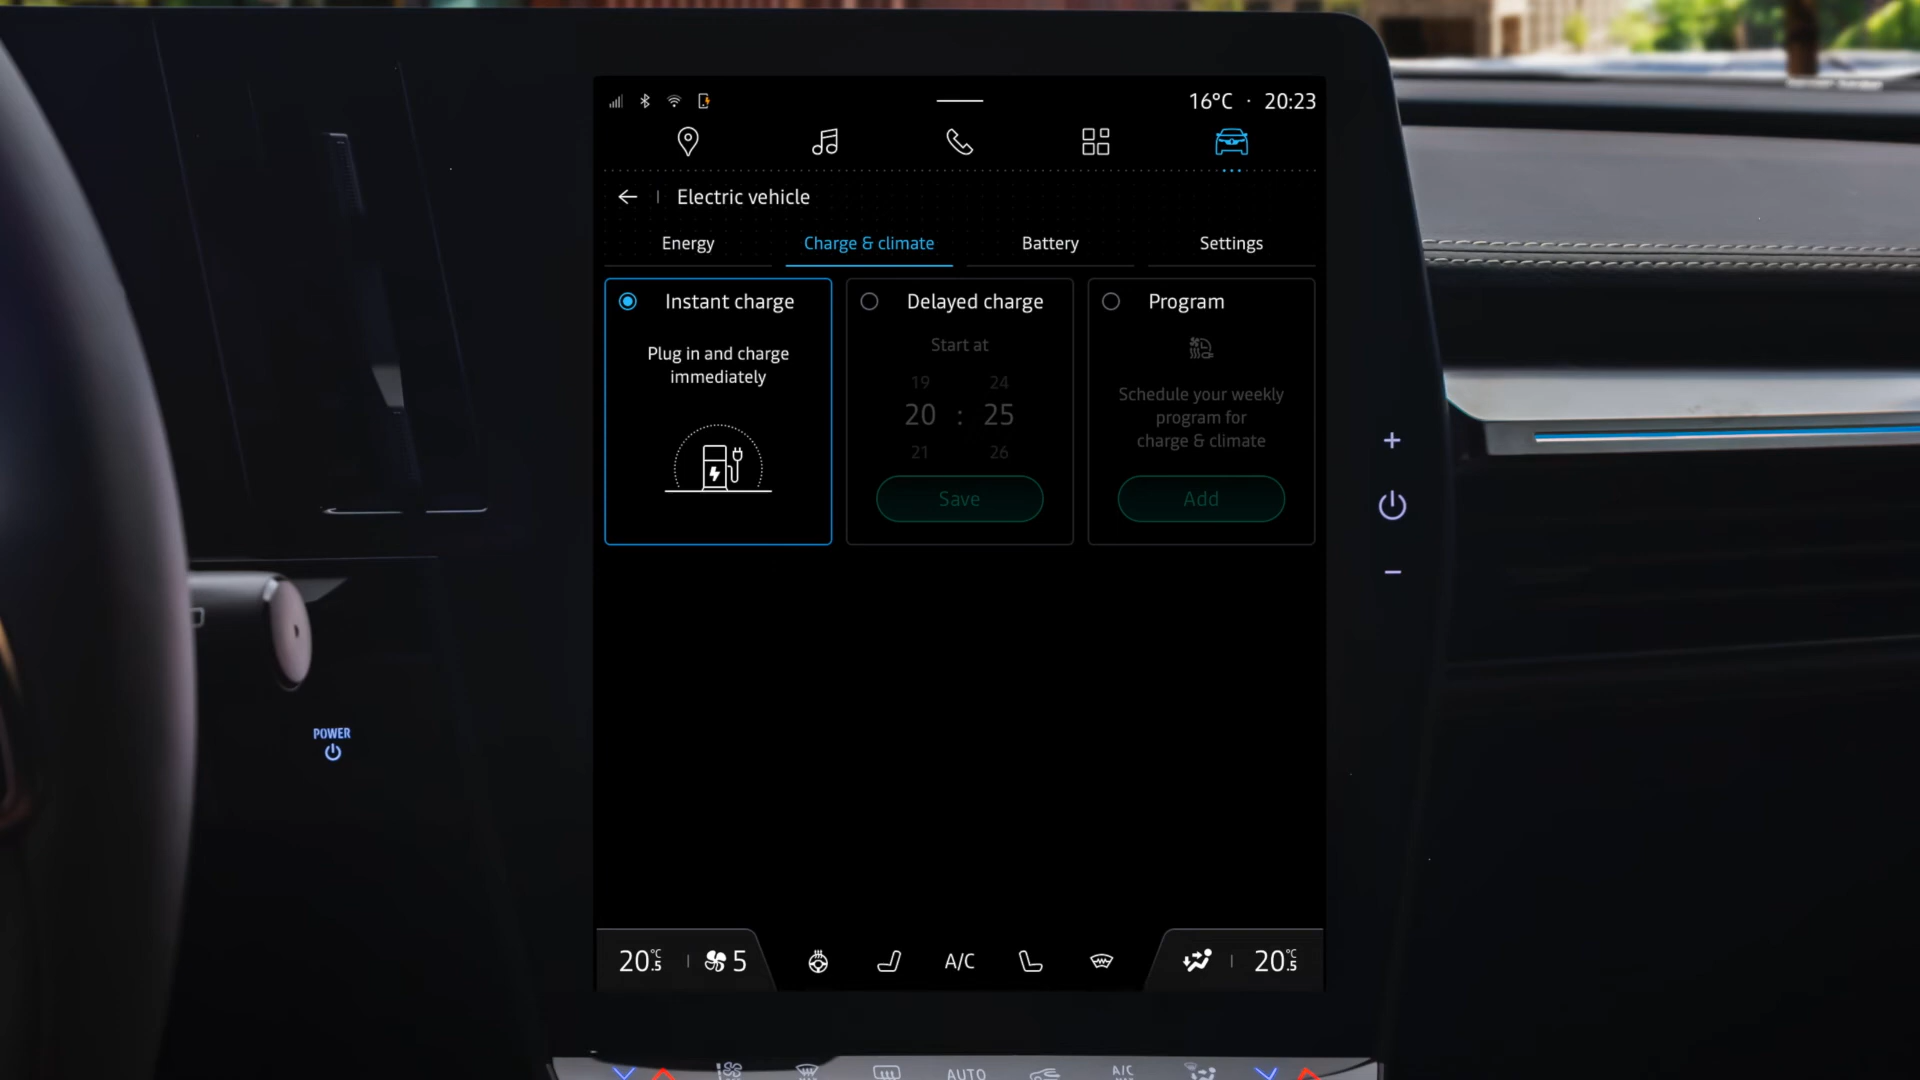 16°C · 20:23
Electric vehicle
Energy
Charge & climate
Battery
Settings
Instant charge
Plug in and charge
immediately
Delayed charge
Start at
19 24
20 : 25
21 26
Save
Program
Schedule your weekly
program for
charge & climate
Add
POWER
20.5°C
5
A/C
20.5°C
AUTO
A/C